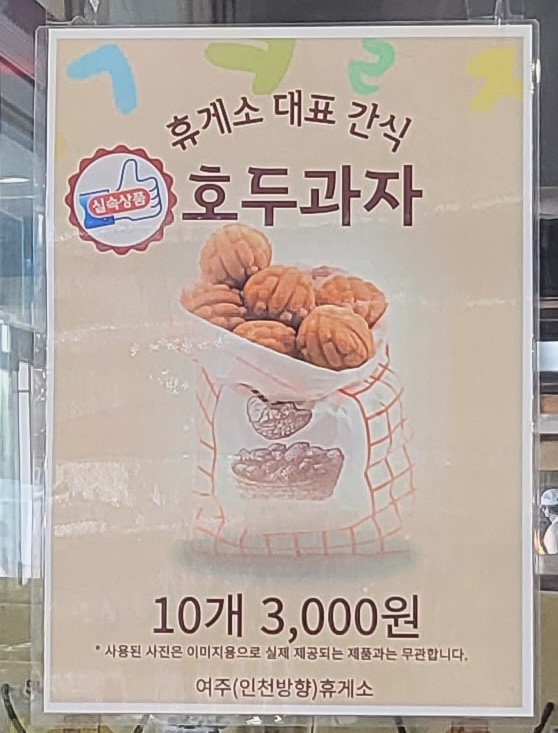 휴게소 대표 간식
실속상품
호두과자
10개 3,000원
* 사용된 사진은 이미지용으로 실제 제공되는 제품과는 무관합니다.
여주(인천방향)휴게소